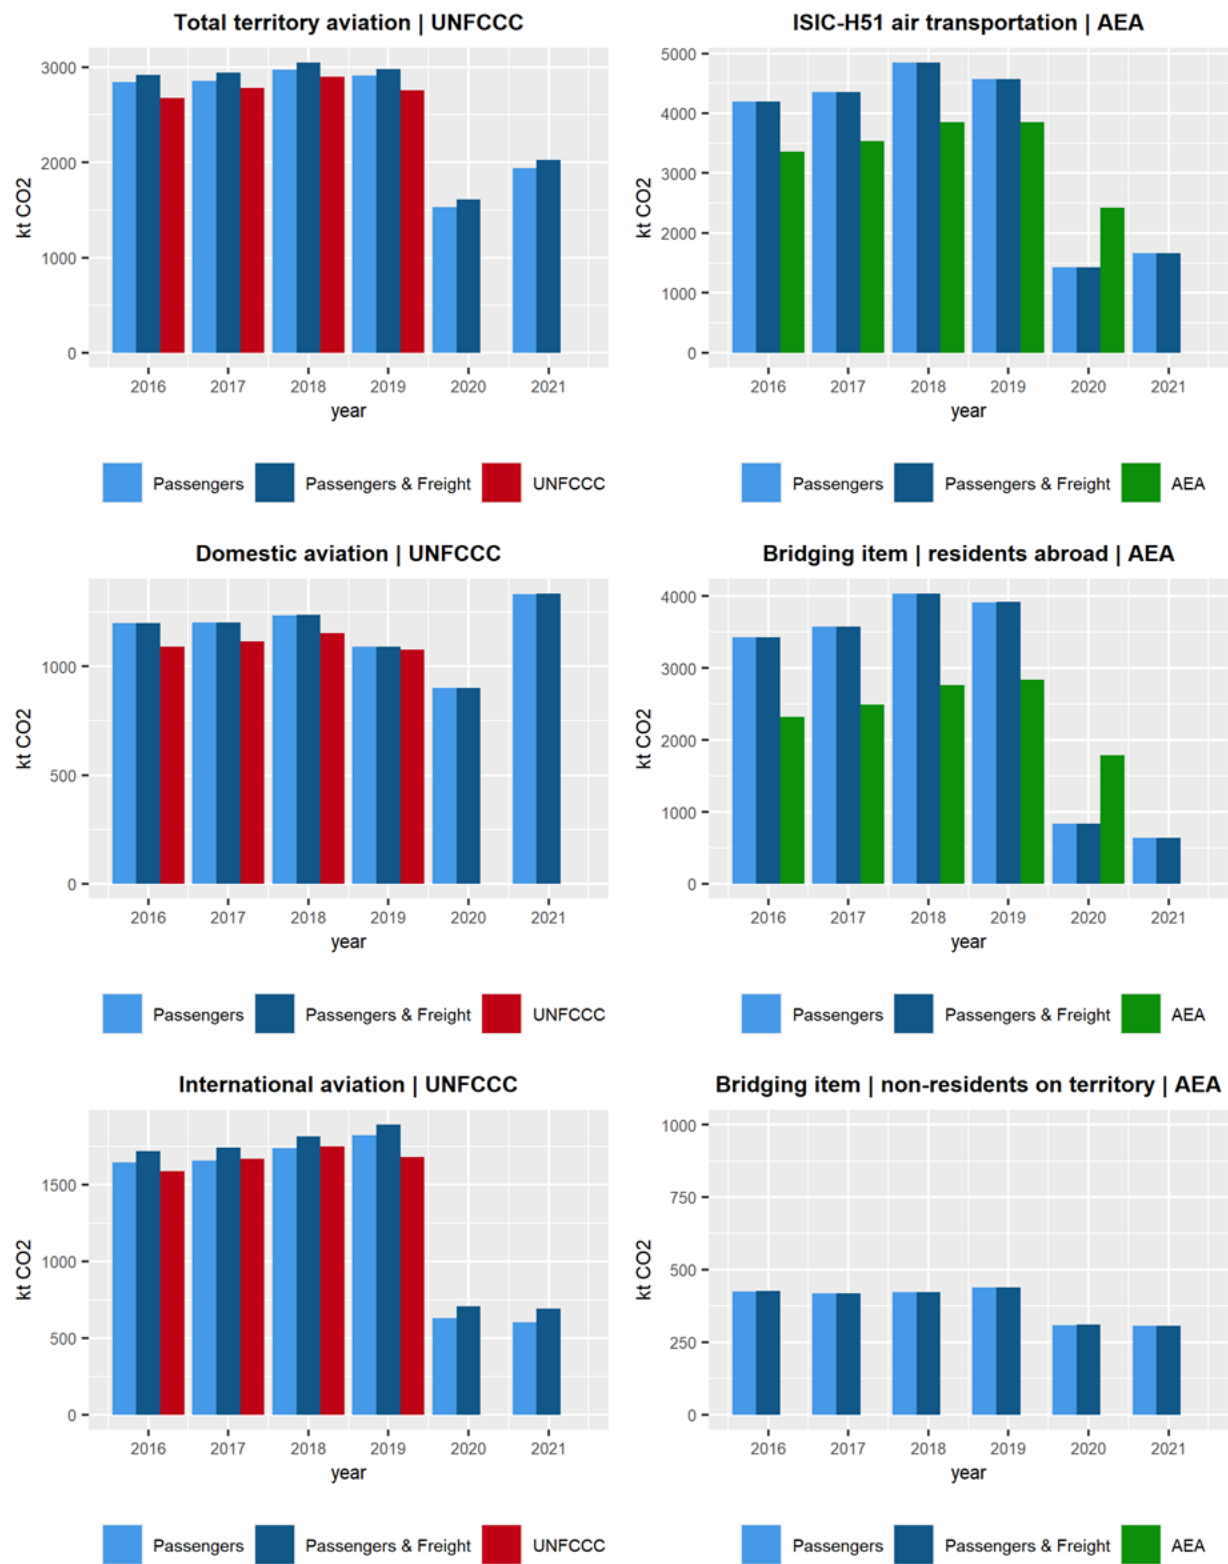 Total territory aviation | UNFCCC
kt CO2
3000
2000
1000
0
2016 2017 2018 2019 2020 2021
year
Passengers Passengers & Freight UNFCCC
ISIC-H51 air transportation | AEA
kt CO2
5000
4000
3000
2000
1000
0
2016 2017 2018 2019 2020 2021
year
Passengers Passengers & Freight AEA
Domestic aviation | UNFCCC
kt CO2
1000
500
0
2016 2017 2018 2019 2020 2021
year
Passengers Passengers & Freight UNFCCC
Bridging item | residents abroad | AEA
kt CO2
4000
3000
2000
1000
0
2016 2017 2018 2019 2020 2021
year
Passengers Passengers & Freight AEA
International aviation | UNFCCC
kt CO2
1500
1000
500
0
2016 2017 2018 2019 2020 2021
year
Passengers Passengers & Freight UNFCCC
Bridging item | non-residents on territory | AEA
kt CO2
1000
750
500
250
0
2016 2017 2018 2019 2020 2021
year
Passengers Passengers & Freight AEA